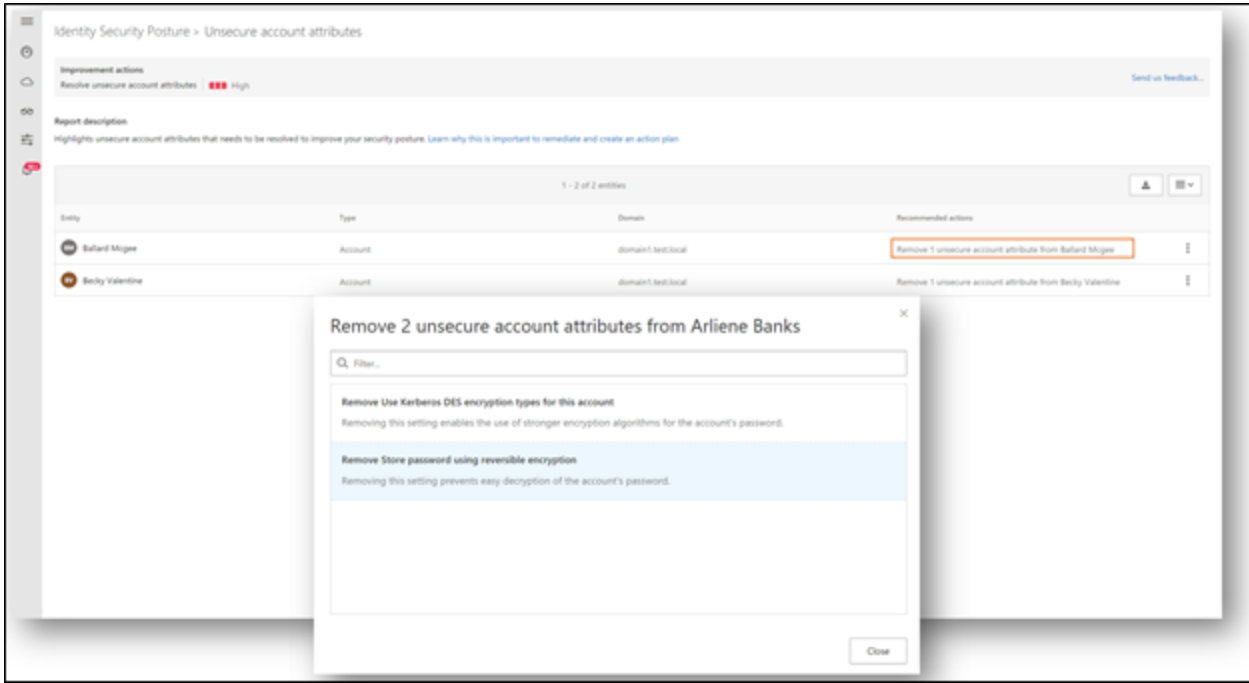 Identity Security Posture > Unsecure account attributes
Improvement actions
Resolve unsecure account attributes High
Send us feedback...
Report description
Highlights unsecure account attributes that needs to be resolved to improve your security posture. Learn why this is important to remediate and create an action plan
1 - 2 of 2 entities
Entity Type Domain Recommended actions
Ballard Mcgee Account domain1.test.local Remove 1 unsecure account attribute from Ballard Mcgee
Becky Valentine Account domain1.test.local Remove 1 unsecure account attribute from Becky Valentine
Remove 2 unsecure account attributes from Arliene Banks
Filter...
Remove Use Kerberos DES encryption types for this account
Removing this setting enables the use of stronger encryption algorithms for the account's password.
Remove Store password using reversible encryption
Removing this setting prevents easy decryption of the account's password.
Close